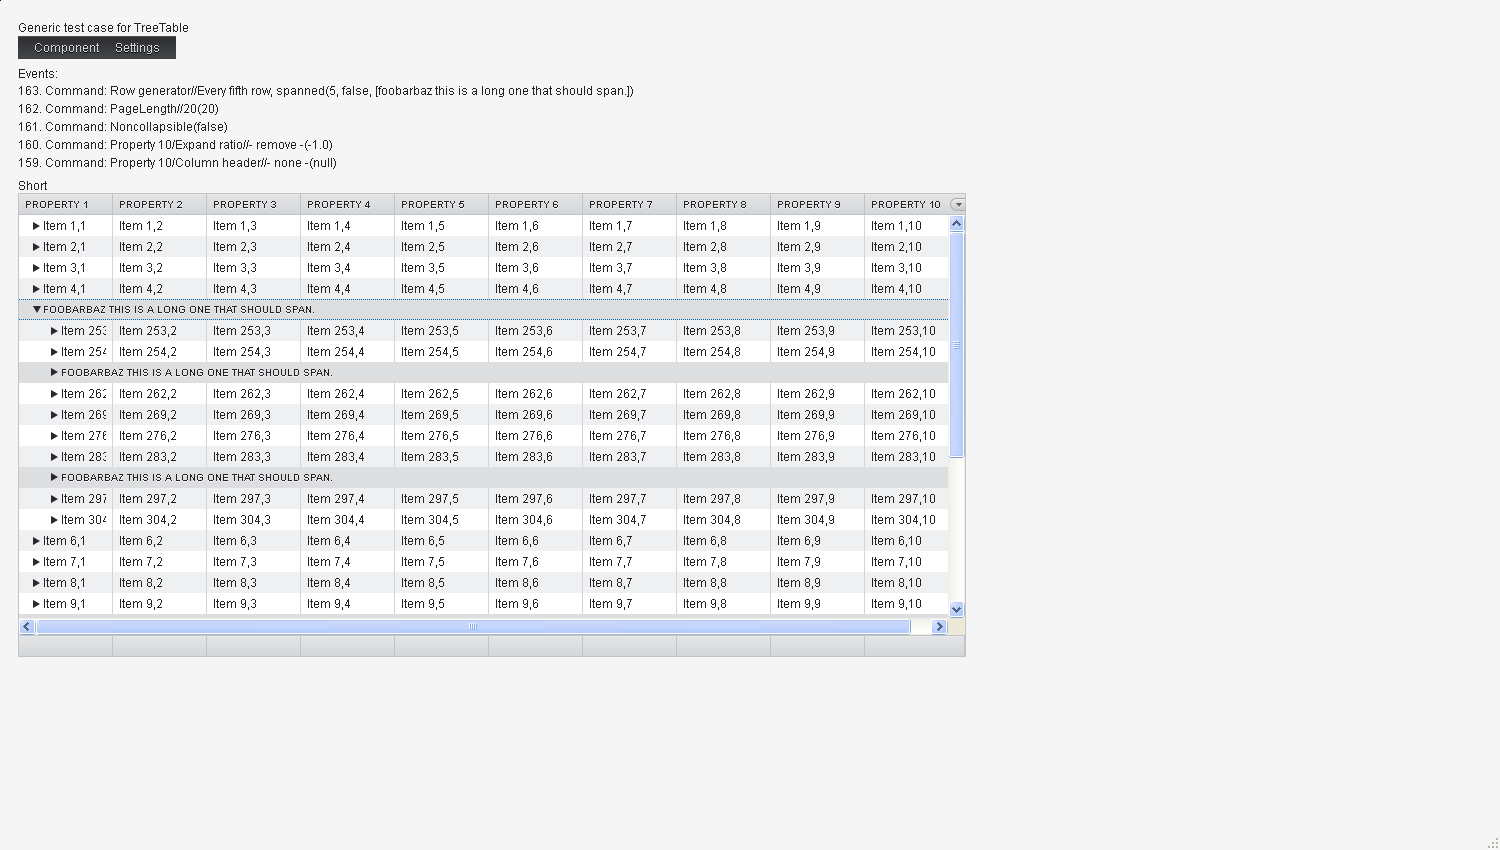 Generic test case for TreeTable
Component Settings
Events:
163. Command: Row generator//Every fifth row, spanned(5, false, [foobarbaz this is a long one that should span.])
162. Command: PageLength//20(20)
161. Command: Noncollapsible(false)
160. Command: Property 10/Expand ratio//- remove -(-1.0)
159. Command: Property 10/Column header//- none -(null)
Short
PROPERTY 1 PROPERTY 2 PROPERTY 3 PROPERTY 4 PROPERTY 5 PROPERTY 6 PROPERTY 7 PROPERTY 8 PROPERTY 9 PROPERTY 10
Item 1,1 Item 1,2 Item 1,3 Item 1,4 Item 1,5 Item 1,6 Item 1,7 Item 1,8 Item 1,9 Item 1,10
Item 2,1 Item 2,2 Item 2,3 Item 2,4 Item 2,5 Item 2,6 Item 2,7 Item 2,8 Item 2,9 Item 2,10
Item 3,1 Item 3,2 Item 3,3 Item 3,4 Item 3,5 Item 3,6 Item 3,7 Item 3,8 Item 3,9 Item 3,10
Item 4,1 Item 4,2 Item 4,3 Item 4,4 Item 4,5 Item 4,6 Item 4,7 Item 4,8 Item 4,9 Item 4,10
FOOBARBAZ THIS IS A LONG ONE THAT SHOULD SPAN.
Item 253 Item 253,2 Item 253,3 Item 253,4 Item 253,5 Item 253,6 Item 253,7 Item 253,8 Item 253,9 Item 253,10
Item 254 Item 254,2 Item 254,3 Item 254,4 Item 254,5 Item 254,6 Item 254,7 Item 254,8 Item 254,9 Item 254,10
FOOBARBAZ THIS IS A LONG ONE THAT SHOULD SPAN.
Item 262 Item 262,2 Item 262,3 Item 262,4 Item 262,5 Item 262,6 Item 262,7 Item 262,8 Item 262,9 Item 262,10
Item 269 Item 269,2 Item 269,3 Item 269,4 Item 269,5 Item 269,6 Item 269,7 Item 269,8 Item 269,9 Item 269,10
Item 276 Item 276,2 Item 276,3 Item 276,4 Item 276,5 Item 276,6 Item 276,7 Item 276,8 Item 276,9 Item 276,10
Item 283 Item 283,2 Item 283,3 Item 283,4 Item 283,5 Item 283,6 Item 283,7 Item 283,8 Item 283,9 Item 283,10
FOOBARBAZ THIS IS A LONG ONE THAT SHOULD SPAN.
Item 297 Item 297,2 Item 297,3 Item 297,4 Item 297,5 Item 297,6 Item 297,7 Item 297,8 Item 297,9 Item 297,10
Item 304 Item 304,2 Item 304,3 Item 304,4 Item 304,5 Item 304,6 Item 304,7 Item 304,8 Item 304,9 Item 304,10
Item 6,1 Item 6,2 Item 6,3 Item 6,4 Item 6,5 Item 6,6 Item 6,7 Item 6,8 Item 6,9 Item 6,10
Item 7,1 Item 7,2 Item 7,3 Item 7,4 Item 7,5 Item 7,6 Item 7,7 Item 7,8 Item 7,9 Item 7,10
Item 8,1 Item 8,2 Item 8,3 Item 8,4 Item 8,5 Item 8,6 Item 8,7 Item 8,8 Item 8,9 Item 8,10
Item 9,1 Item 9,2 Item 9,3 Item 9,4 Item 9,5 Item 9,6 Item 9,7 Item 9,8 Item 9,9 Item 9,10